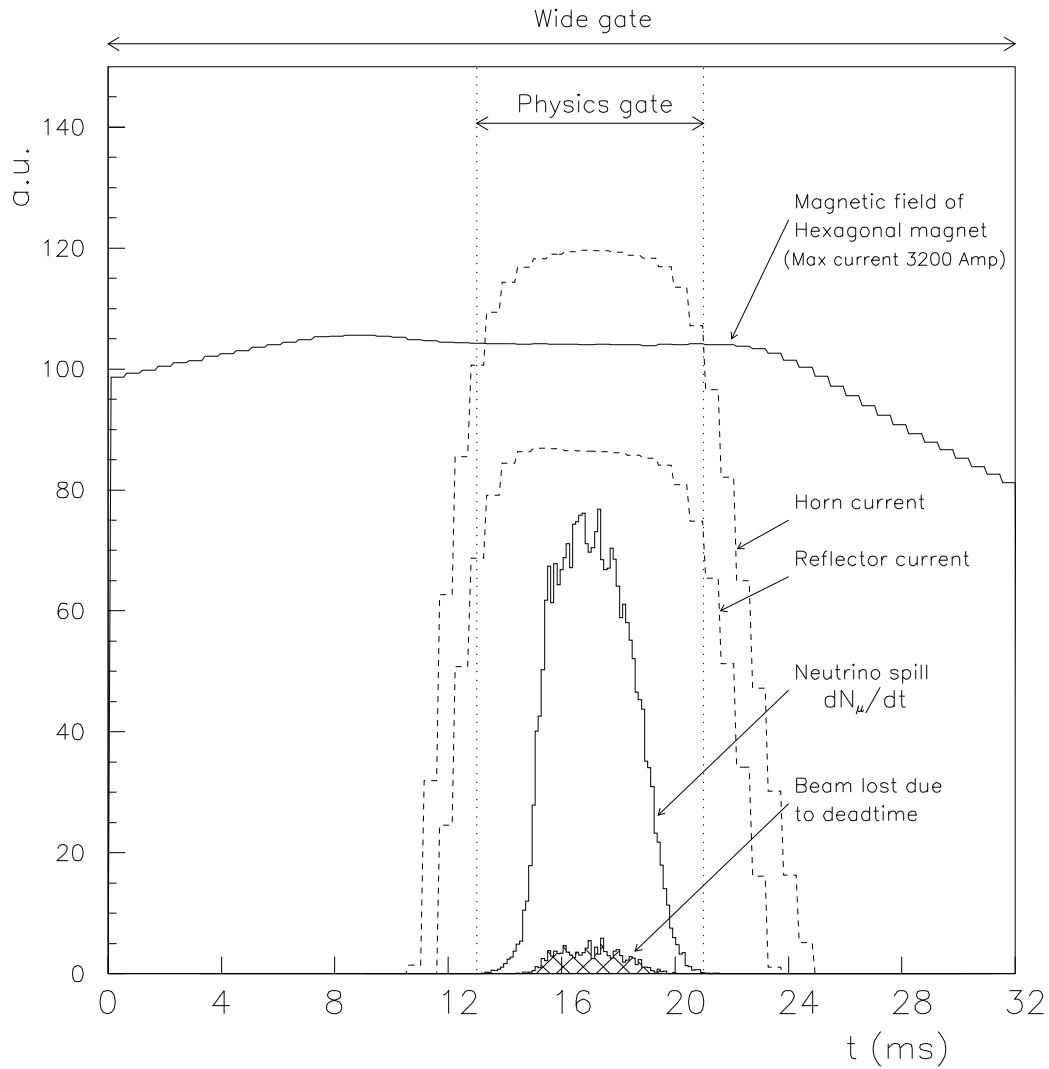 Wide gate
Physics gate
a.u.
140
120
100
80
60
40
20
0
Magnetic field of
Hexagonal magnet
(Max current 3200 Amp)
Horn current
Reflector current
Neutrino spill
dNμ/dt
Beam lost due
to deadtime
0 4 8 12 16 20 24 28 32
t (ms)